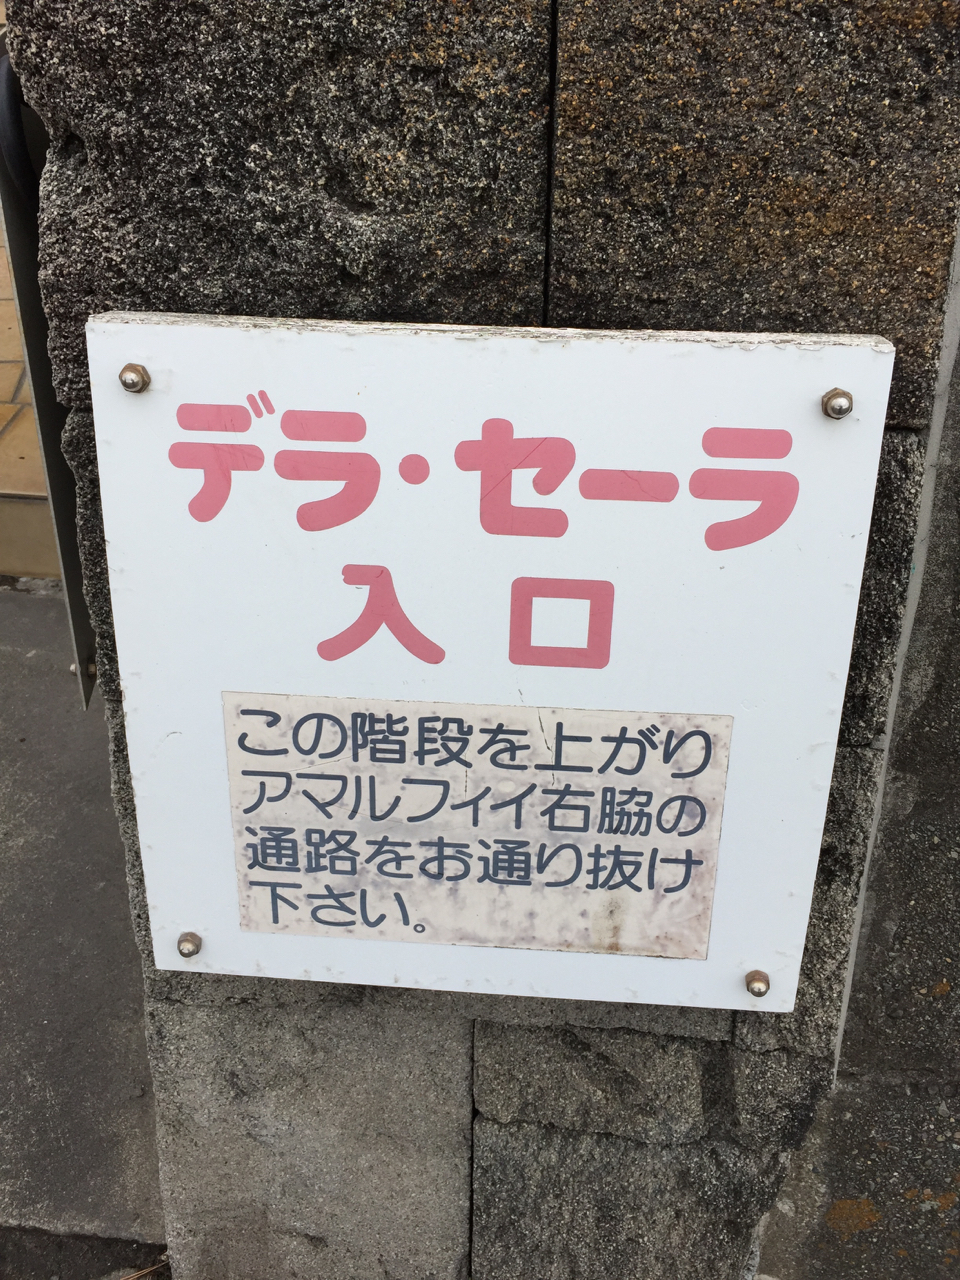 デラ・セーラ
入口
この階段を上がり
アマルフィイ右脇の
通路をお通り抜け
下さい。